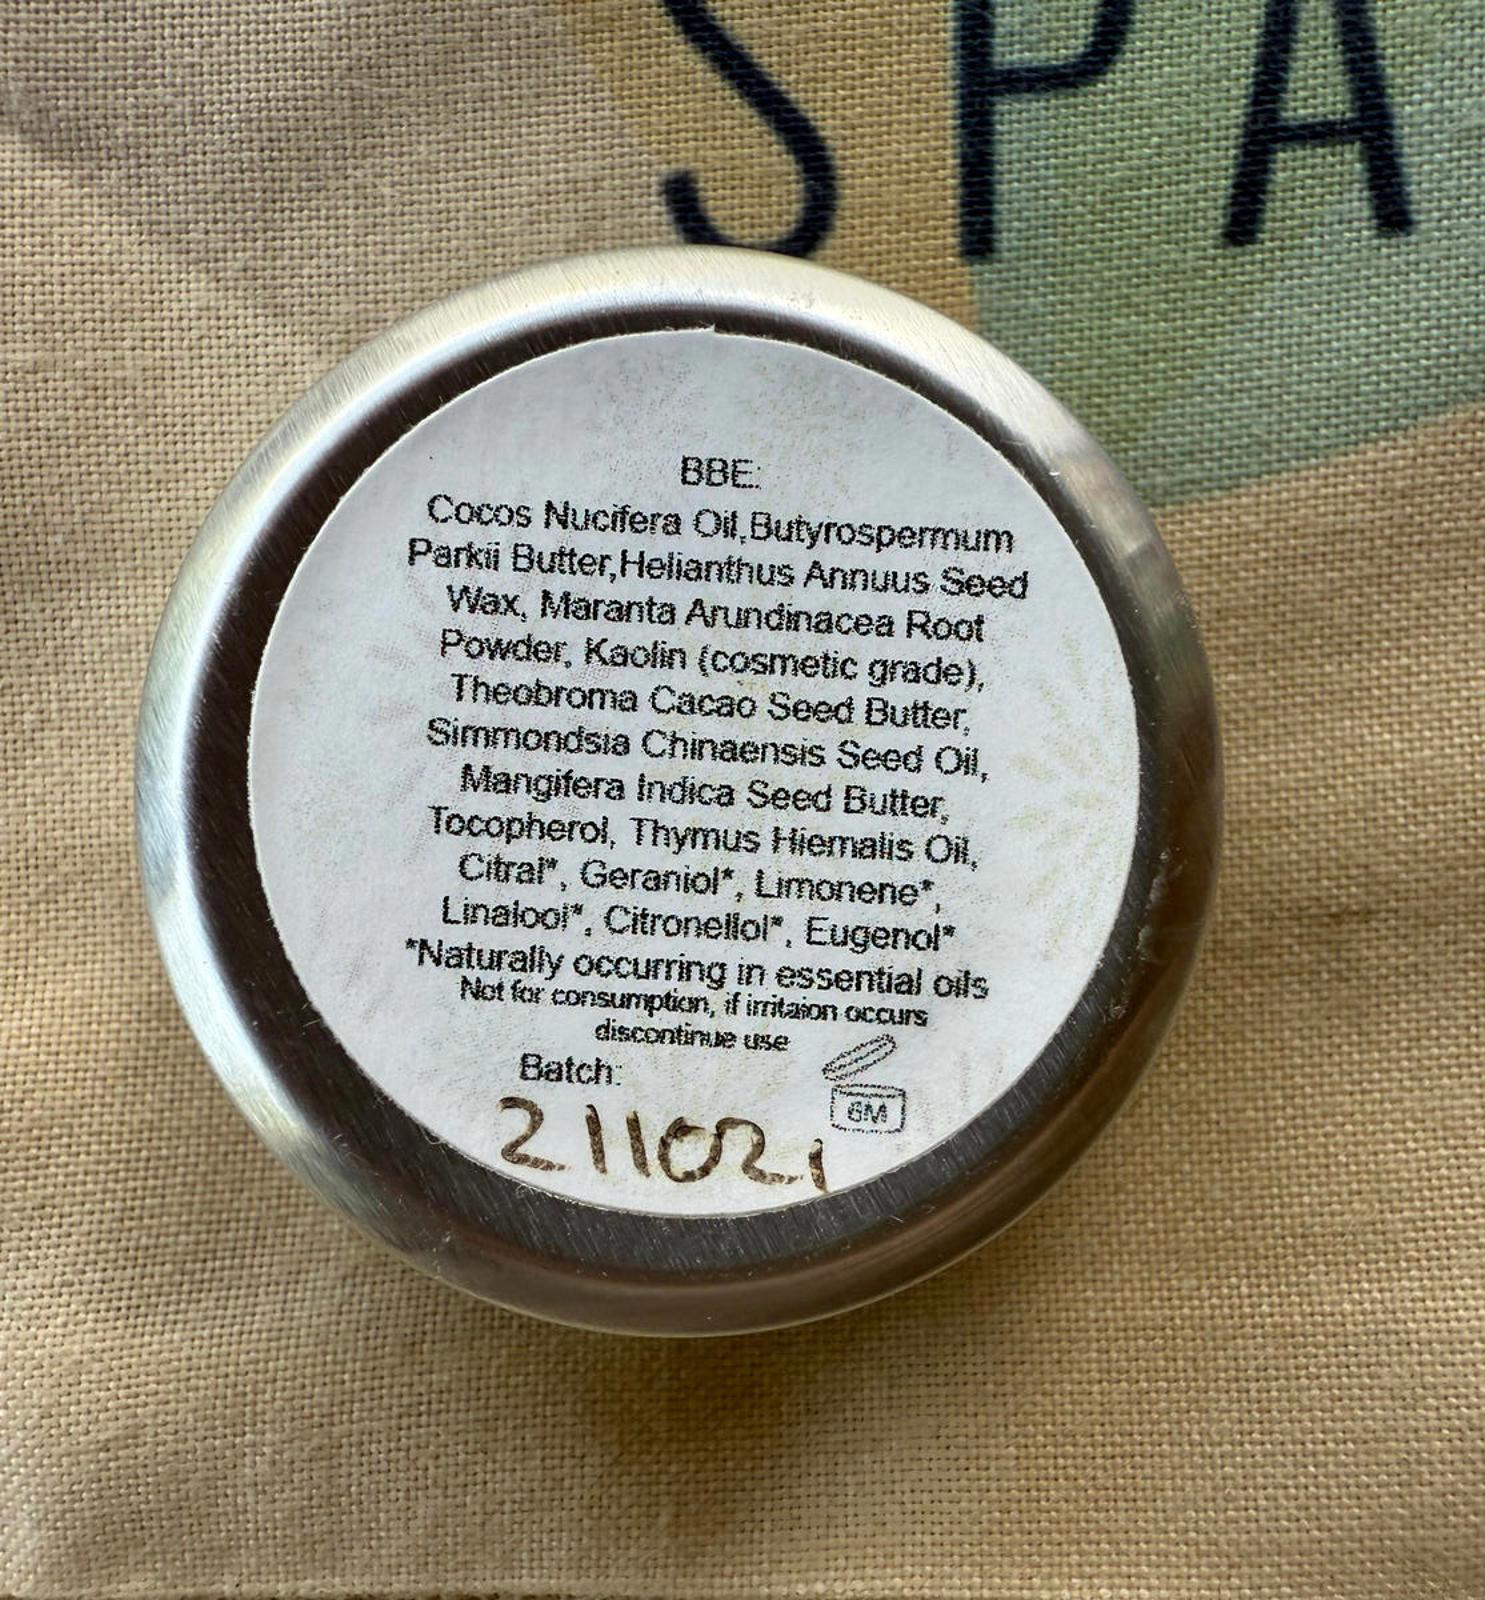 SPA
BBE:
Cocos Nucifera Oil,Butyrospermum
Parkii Butter,Helianthus Annuus Seed
Wax, Maranta Arundinacea Root
Powder, Kaolin (cosmetic grade),
Theobroma Cacao Seed Butter,
Simmondsia Chinaensis Seed Oil,
Mangifera Indica Seed Butter,
Tocopherol, Thymus Hiemalis Oil,
Citral*, Geraniol*, Limonene*,
Linalool*, Citronellol*, Eugenol*
*Naturally occurring in essential oils
Not for consumption, if irritaion occurs
discontinue use
Batch:
6M
211021